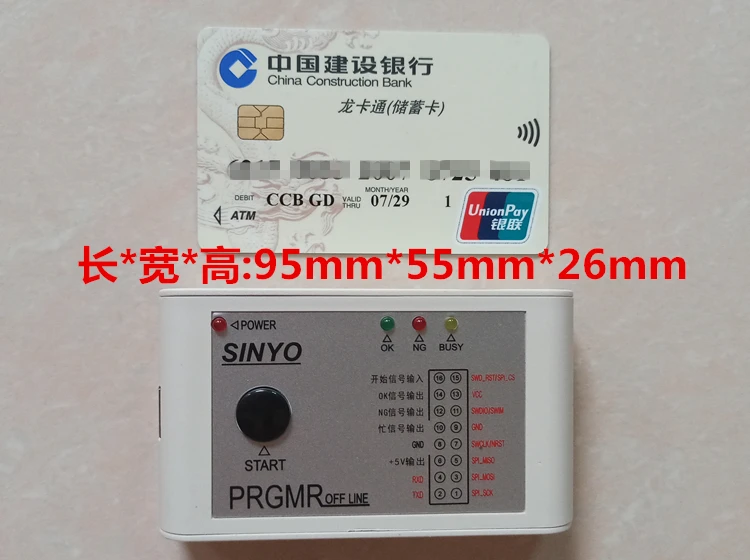 中国建设银行
China Construction Bank
龙卡通(储蓄卡)
DEBIT CCB GD VALID THRU MONTH/YEAR 07/29 1
ATM
UnionPay
银联
长*宽*高:95mm*55mm*26mm
POWER
OK NG BUSY
SINYO
START
PRGMR OFF LINE
开始信号输入 16 15 SWD_RST/SPI_CS
OK信号输出 14 13 VCC
NG信号输出 12 11 SWDIO/SWIM
忙信号输出 10 9 GND
GND 8 7 SWCLK/NRST
+5V输出 6 5 SPI_MISO
RXD 4 3 SPI_MOSI
TXD 2 1 SPI_SCK